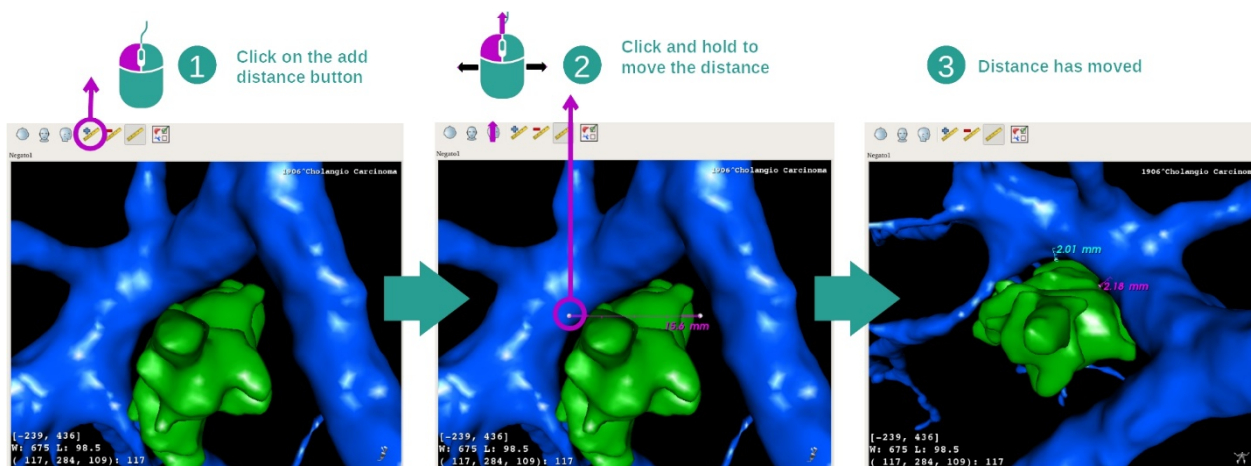 1
Click on the add
distance button
2
Click and hold to
move the distance
3
Distance has moved
Negato1
1906^Cholangio Carcinoma
[-239, 436]
W: 675 L: 98.5
( 117, 284, 109): 117
Negato1
1906^Cholangio Carcinoma
15.6 mm
[-239, 436]
W: 675 L: 98.5
( 117, 284, 109): 117
Negato1
1906^Cholangio Carcinoma
2.01 mm
2.18 mm
[-239, 436]
W: 675 L: 98.5
( 117, 284, 109): 117